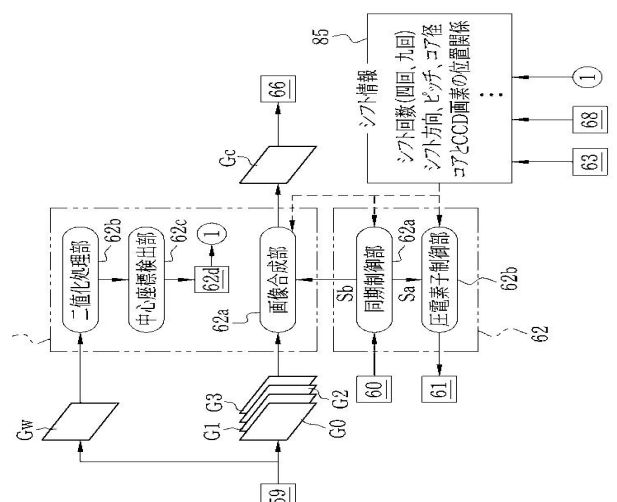 85
シフト情報
シフト回数(四回、九回)
シフト方向、ピッチ、コア径
コアとCCD画素の位置関係
⋮
①
68
63
66
Gc
二値化処理部
62b
中心座標検出部
62c
62d
①
画像合成部
62a
Sb
同期制御部
62a
Sa
圧電素子制御部
62b
62
60
61
Gw
G3
G1
G2
G0
59